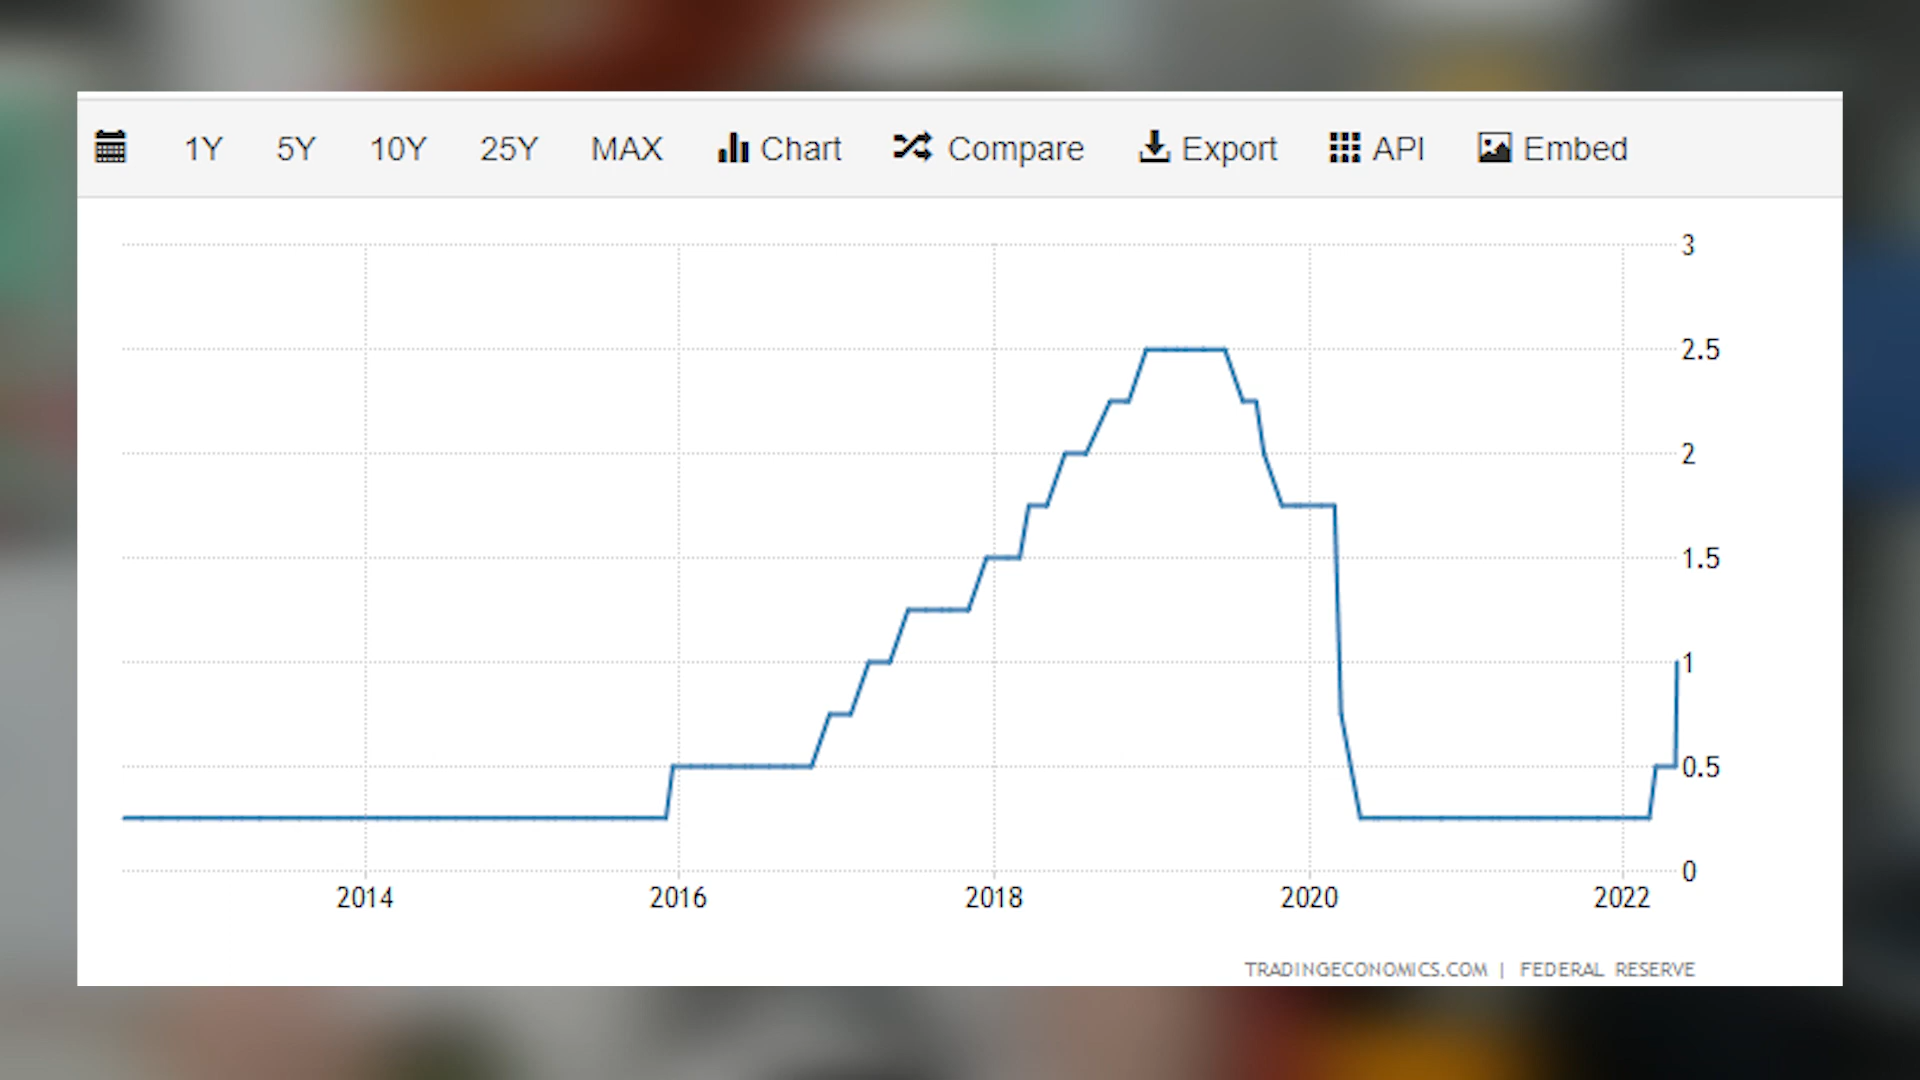 1Y 5Y 10Y 25Y MAX Chart Compare Export API Embed
3
2.5
2
1.5
1
0.5
0
2014 2016 2018 2020 2022
TRADINGECONOMICS.COM | FEDERAL RESERVE